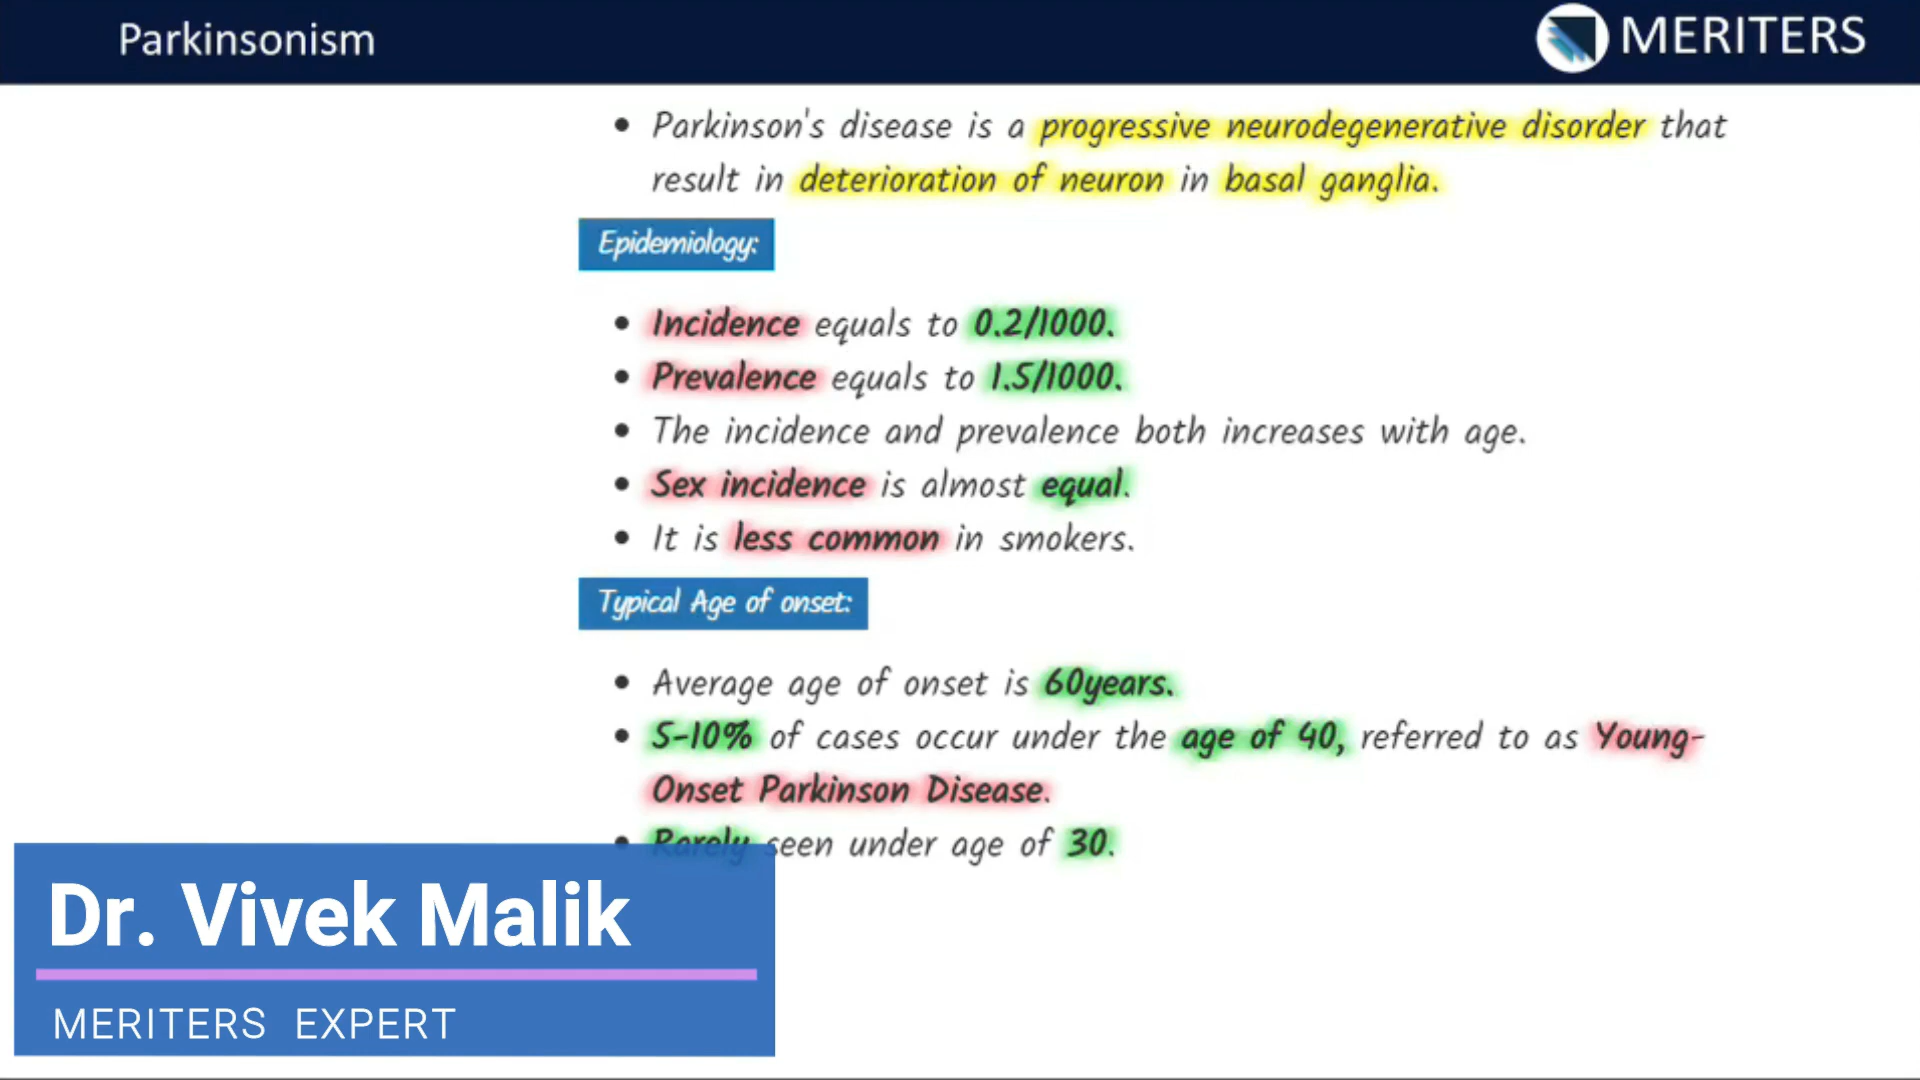 Parkinsonism
MERITERS
• Parkinson's disease is a progressive neurodegenerative disorder that
result in deterioration of neuron in basal ganglia.
Epidemiology:
• Incidence equals to 0.2/1000.
• Prevalence equals to 1.5/1000.
• The incidence and prevalence both increases with age.
• Sex incidence is almost equal.
• It is less common in smokers.
Typical Age of onset:
• Average age of onset is 60years.
• 5-10% of cases occur under the age of 40, referred to as Young-
Onset Parkinson Disease.
• Rarely seen under age of 30.
Dr. Vivek Malik
MERITERS EXPERT